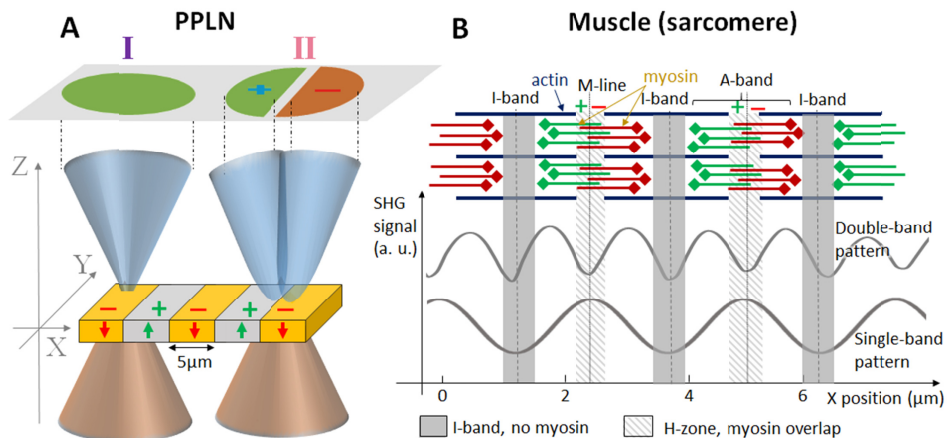 A
PPLN
I
II
+
−
Z
Y
X
−
+
−
+
−
5µm
B
Muscle (sarcomere)
actin
M-line
myosin
A-band
I-band
+ −
I-band
+ −
I-band
SHG
signal
(a. u.)
Double-band
pattern
Single-band
pattern
0
2
4
6
X position (µm)
I-band, no myosin
H-zone, myosin overlap